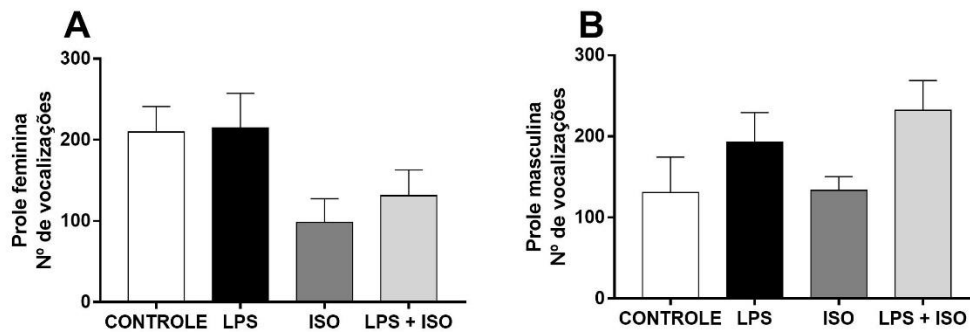 A
Prole feminina
Nº de vocalizações
300
200
100
0
CONTROLE LPS ISO LPS + ISO
B
Prole masculina
Nº de vocalizações
300
200
100
0
CONTROLE LPS ISO LPS + ISO